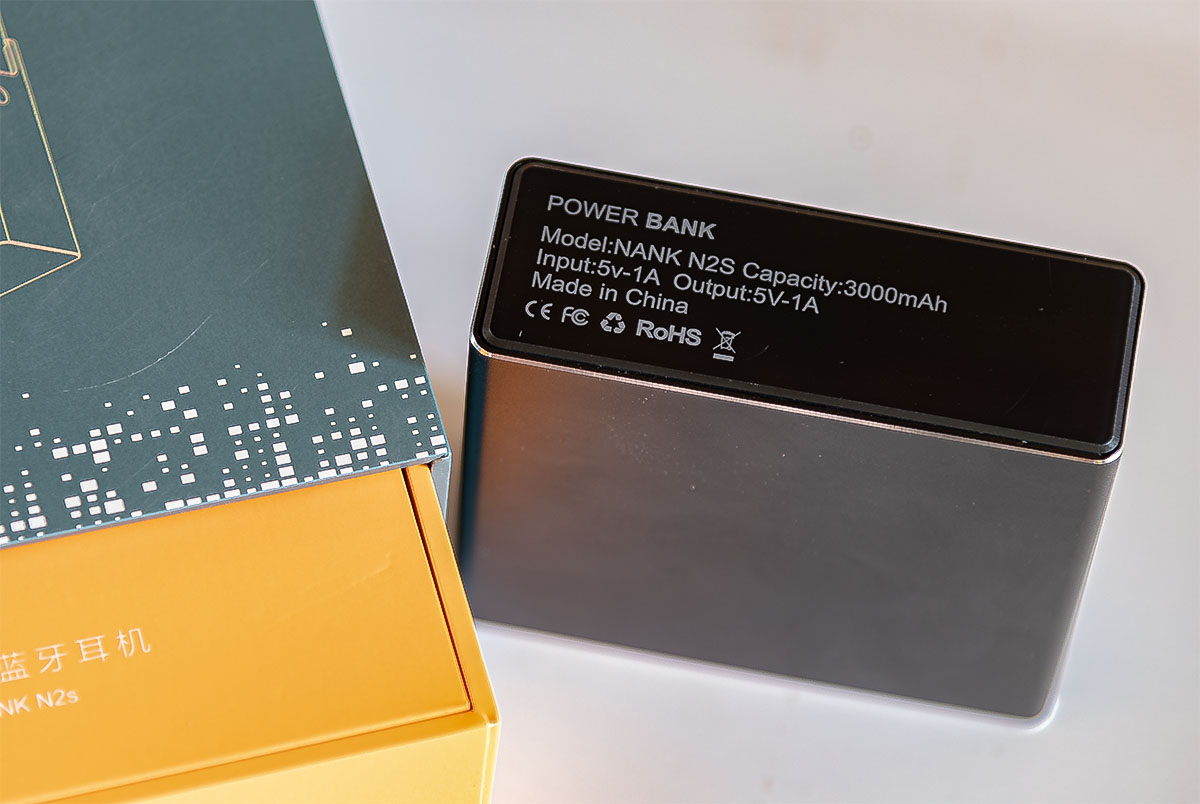 POWER BANK
Model:NANK N2S Capacity:3000mAh
Input:5v-1A Output:5V-1A
Made in China
CE FC RoHS
蓝牙耳机
NK N2s